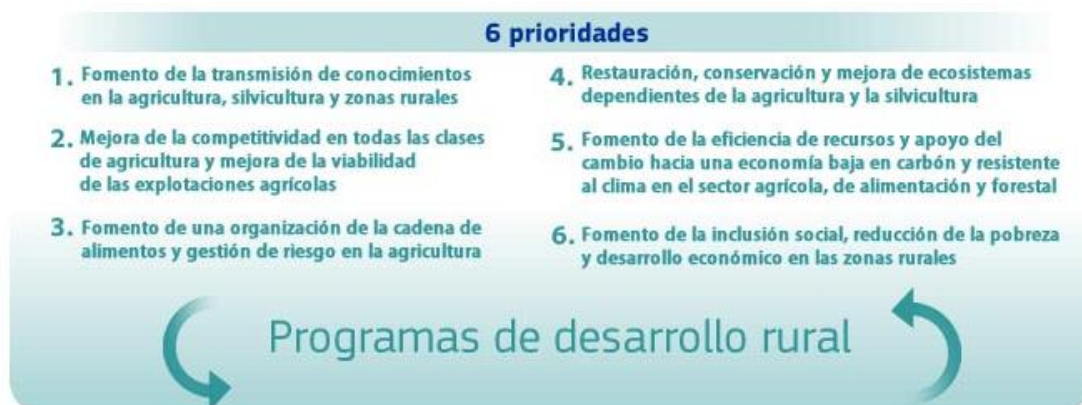 6 prioridades
1. Fomento de la transmisión de conocimientos
en la agricultura, silvicultura y zonas rurales
2. Mejora de la competitividad en todas las clases
de agricultura y mejora de la viabilidad
de las explotaciones agrícolas
3. Fomento de una organización de la cadena de
alimentos y gestión de riesgo en la agricultura
4. Restauración, conservación y mejora de ecosistemas
dependientes de la agricultura y la silvicultura
5. Fomento de la eficiencia de recursos y apoyo del
cambio hacia una economía baja en carbón y resistente
al clima en el sector agrícola, de alimentación y forestal
6. Fomento de la inclusión social, reducción de la pobreza
y desarrollo económico en las zonas rurales
Programas de desarrollo rural